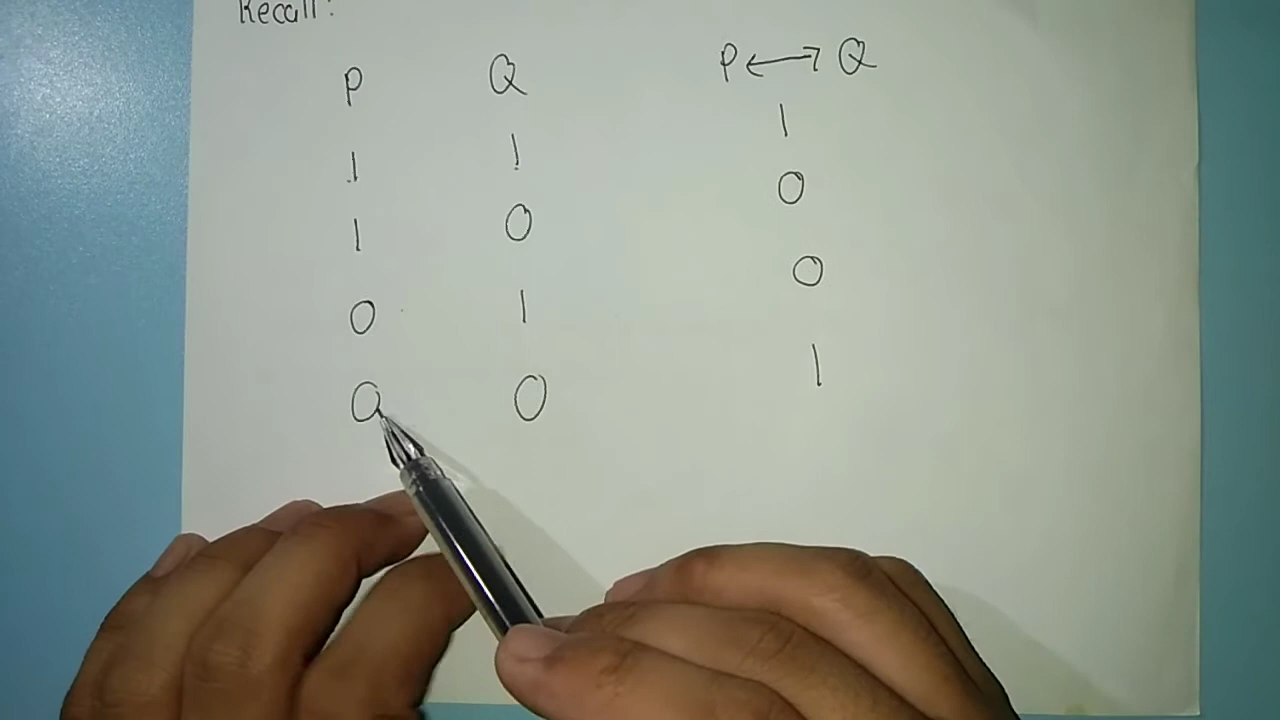 Recall:
P Q P ↔ Q
1 1 1
1 0 0
0 1 0
0 0 1